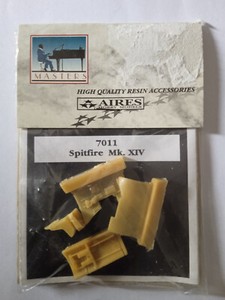 MASTERS
HIGH QUALITY RESIN ACCESSORIES
AIRES
7011
Spitfire Mk. XIV